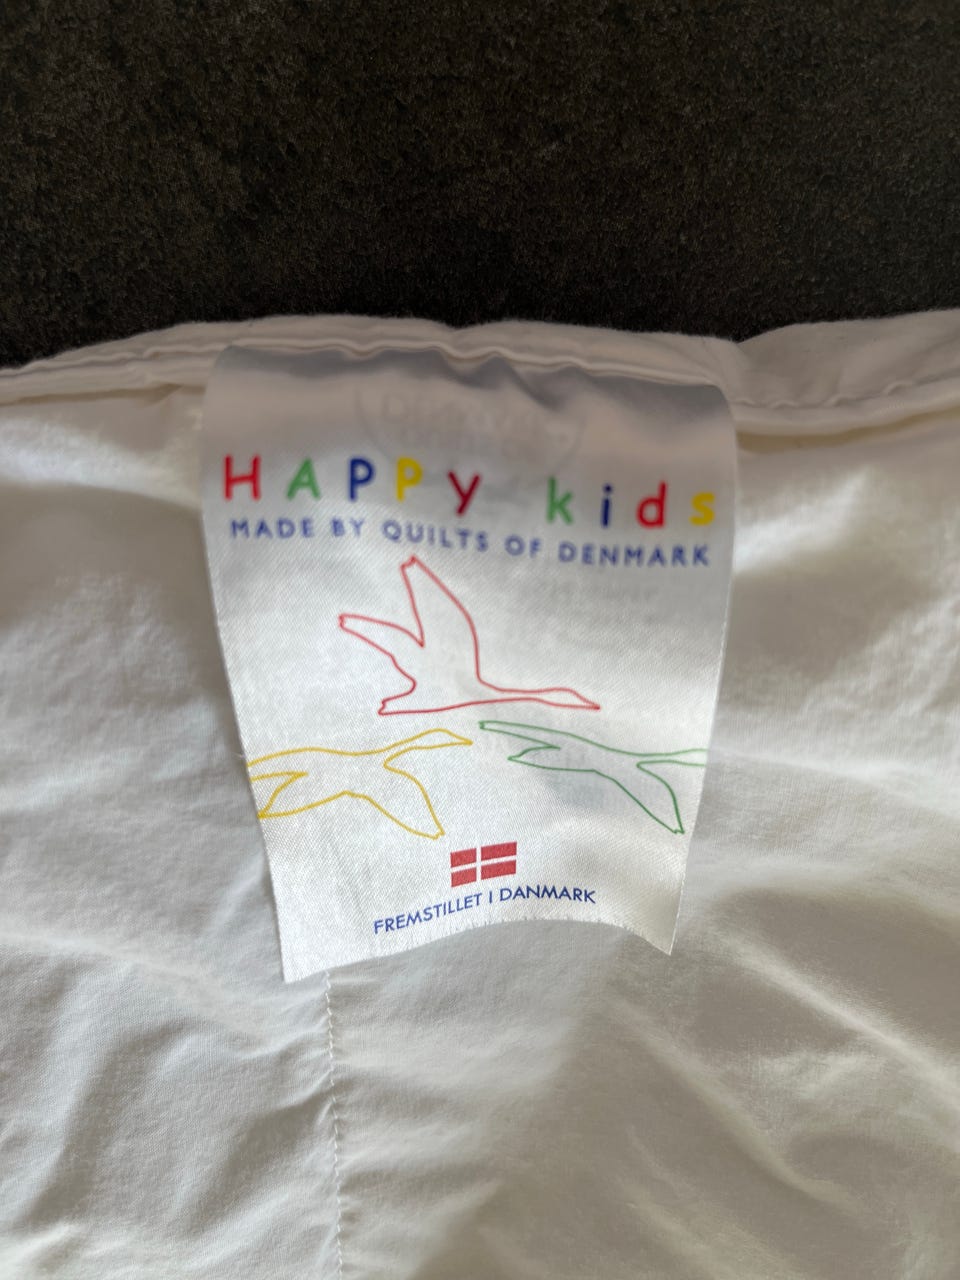 HAPPy kids
MADE BY QUILTS OF DENMARK
FREMSTILLET I DANMARK